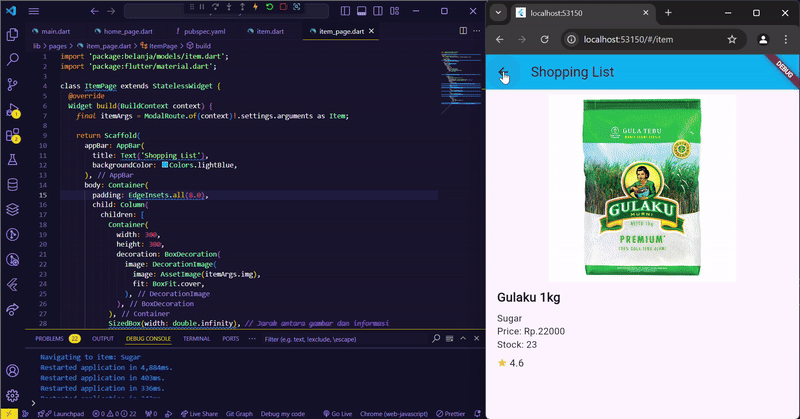 main.dart
home_page.dart
pubspec.yaml
item.dart
item_page.dart
lib > pages > item_page.dart > ItemPage > build
1 import 'package:belanja/models/item.dart';
2 import 'package:flutter/material.dart';
3
4 class ItemPage extends StatelessWidget {
5 @override
6 Widget build(BuildContext context) {
7 final itemArgs = ModalRoute.of(context)!.settings.arguments as Item;
8
9 return Scaffold(
10 appBar: AppBar(
11 title: Text('Shopping List'),
12 backgroundColor: Colors.lightBlue,
13 ), // AppBar
14 body: Container(
15 padding: EdgeInsets.all(8.0),
16 child: Column(
17 children: [
18 Container(
19 width: 300,
20 height: 300,
21 decoration: BoxDecoration(
22 image: DecorationImage(
23 image: AssetImage(itemArgs.img),
24 fit: BoxFit.cover,
25 ), // DecorationImage
26 ), // BoxDecoration
27 ), // Container
28 SizedBox(width: double.infinity), // Jarak antara gambar dan informasi
PROBLEMS 22 OUTPUT DEBUG CONSOLE TERMINAL PORTS Filter (e.g. text, !exclude, \escape)
Navigating to item: Sugar
Restarted application in 4,884ms.
Restarted application in 403ms.
Restarted application in 336ms.
Launchpad 0 0 22 0 Live Share Git Graph Debug my code Go Live Chrome (web-javascript) Prettier
localhost:53150
localhost:53150/#/item
Shopping List
DEBUG
GULA TEBU
GULAKU
MURNI
PREMIUM
Gulaku 1kg
Sugar
Price: Rp.22000
Stock: 23
4.6